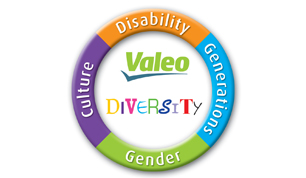 Disability
Generations
Gender
Culture
Valeo
DiVERSiTy